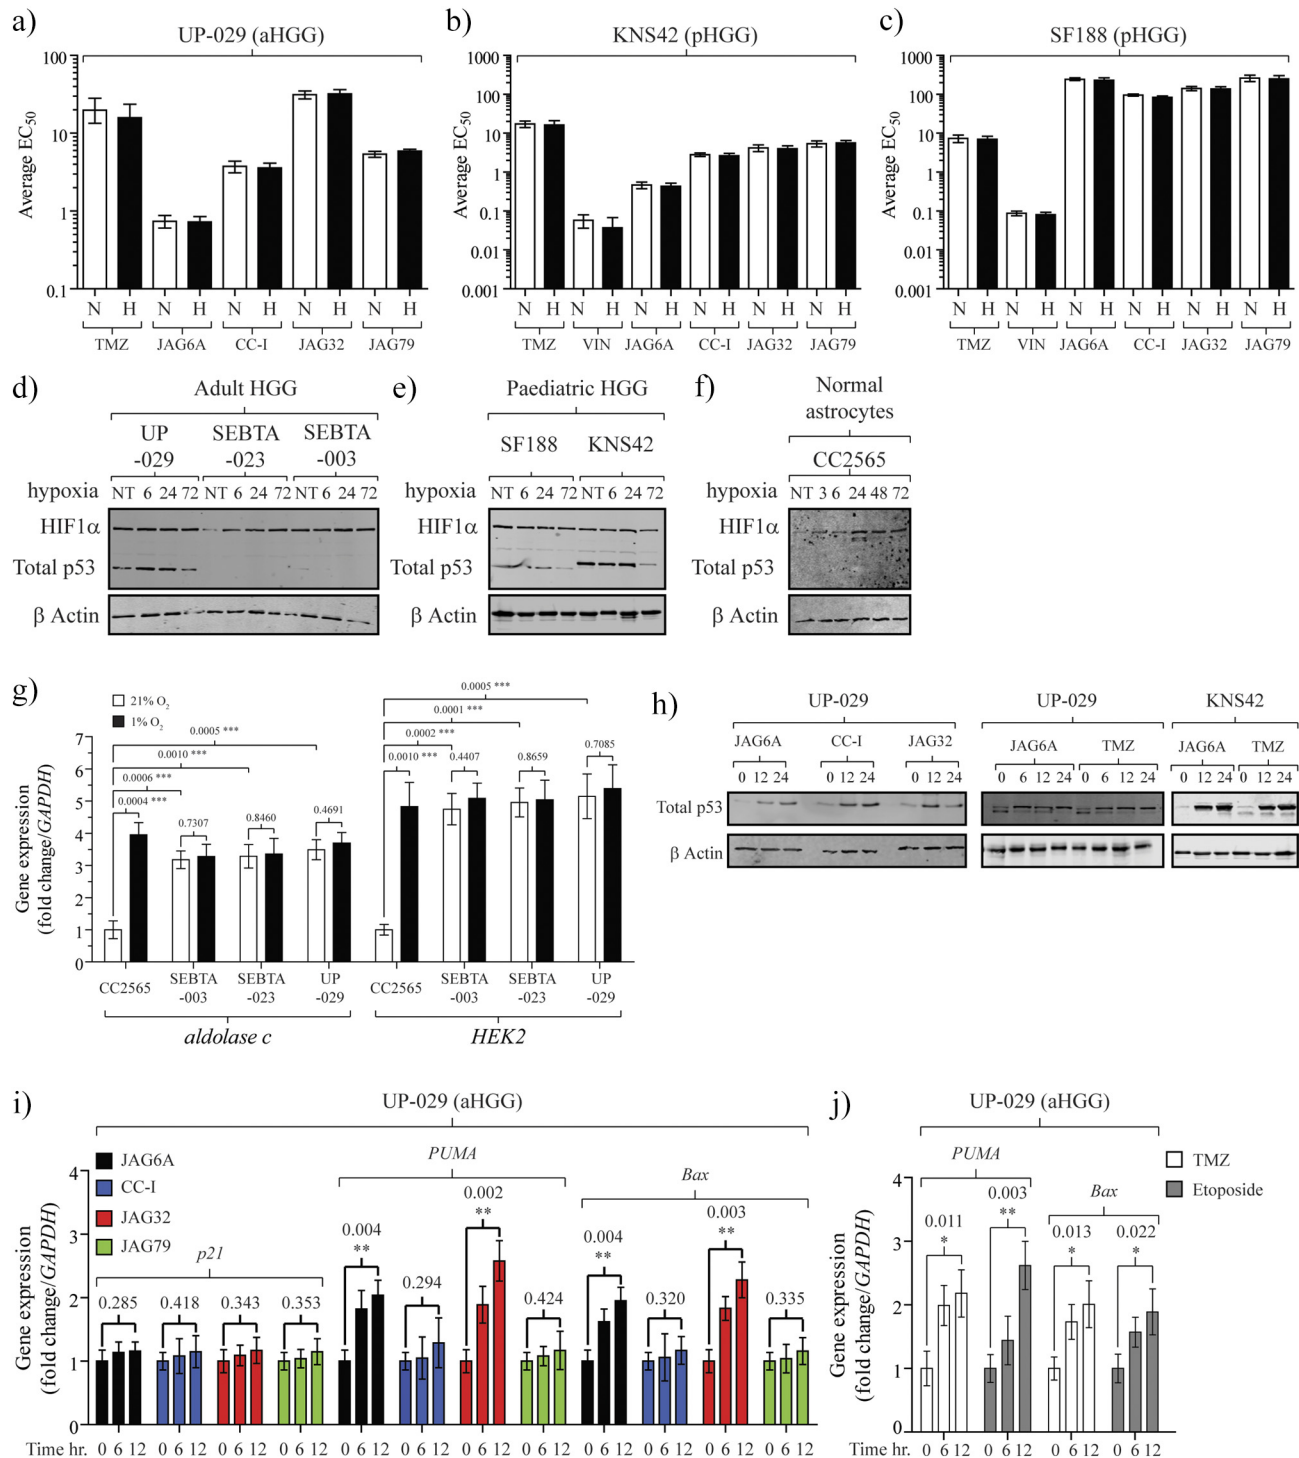 a)
UP-029 (aHGG)
Average EC50
100
10
1
0.1
N H N H N H N H N H
TMZ JAG6A CC-I JAG32 JAG79
b)
KNS42 (pHGG)
Average EC50
1000
100
10
1
0.1
0.01
0.001
N H N H N H N H N H N H
TMZ VIN JAG6A CC-I JAG32 JAG79
c)
SF188 (pHGG)
Average EC50
1000
100
10
1
0.1
0.01
0.001
N H N H N H N H N H N H
TMZ VIN JAG6A CC-I JAG32 JAG79
d)
Adult HGG
UP -029 SEBTA -023 SEBTA -003
hypoxia NT 6 24 72 NT 6 24 72 NT 6 24 72
HIF1α
Total p53
β Actin
e)
Paediatric HGG
SF188 KNS42
hypoxia NT 6 24 72 NT 6 24 72
HIF1α
Total p53
β Actin
f)
Normal
astrocytes
CC2565
hypoxia NT 3 6 24 48 72
HIF1α
Total p53
β Actin
g)
21% O2
1% O2
Gene expression
(fold change/GAPDH)
7
6
5
4
3
2
1
0
0.0005 ***
0.0010 ***
0.0006 ***
0.0004 ***
0.7307
0.8460
0.4691
0.0005 ***
0.0001 ***
0.0002 ***
0.0010 ***
0.4407
0.8659
0.7085
CC2565 SEBTA -003 SEBTA -023 UP -029
CC2565 SEBTA -003 SEBTA -023 UP -029
aldolase c HEK2
h)
UP-029 UP-029 KNS42
JAG6A CC-I JAG32 JAG6A TMZ JAG6A TMZ
0 12 24 0 12 24 0 12 24 0 6 12 24 0 6 12 24 0 12 24 0 12 24
Total p53
β Actin
i)
UP-029 (aHGG)
JAG6A
CC-I
JAG32
JAG79
Gene expression
(fold change/GAPDH)
4
3
2
1
0
p21
0.285 0.418 0.343 0.353
PUMA
0.004
**
0.294
0.002
**
0.424
Bax
0.004
**
0.320
0.003
**
0.335
Time hr. 0 6 12 0 6 12 0 6 12 0 6 12 0 6 12 0 6 12 0 6 12 0 6 12 0 6 12 0 6 12 0 6 12 0 6 12
j)
UP-029 (aHGG)
TMZ
Etoposide
Gene expression
(fold change/GAPDH)
4
3
2
1
0
PUMA
0.011
*
0.003
**
Bax
0.013
*
0.022
*
Time hr. 0 6 12 0 6 12 0 6 12 0 6 12